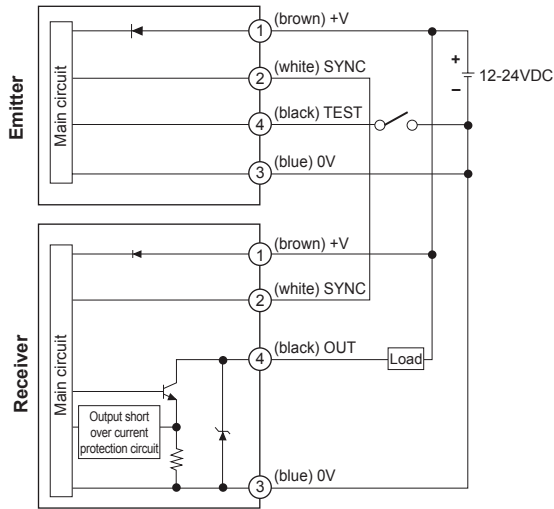 Emitter
Main circuit
1
(brown) +V
2
(white) SYNC
4
(black) TEST
3
(blue) 0V
+
−
12-24VDC
Receiver
Main circuit
1
(brown) +V
2
(white) SYNC
4
(black) OUT
Load
Output short
over current
protection circuit
3
(blue) 0V